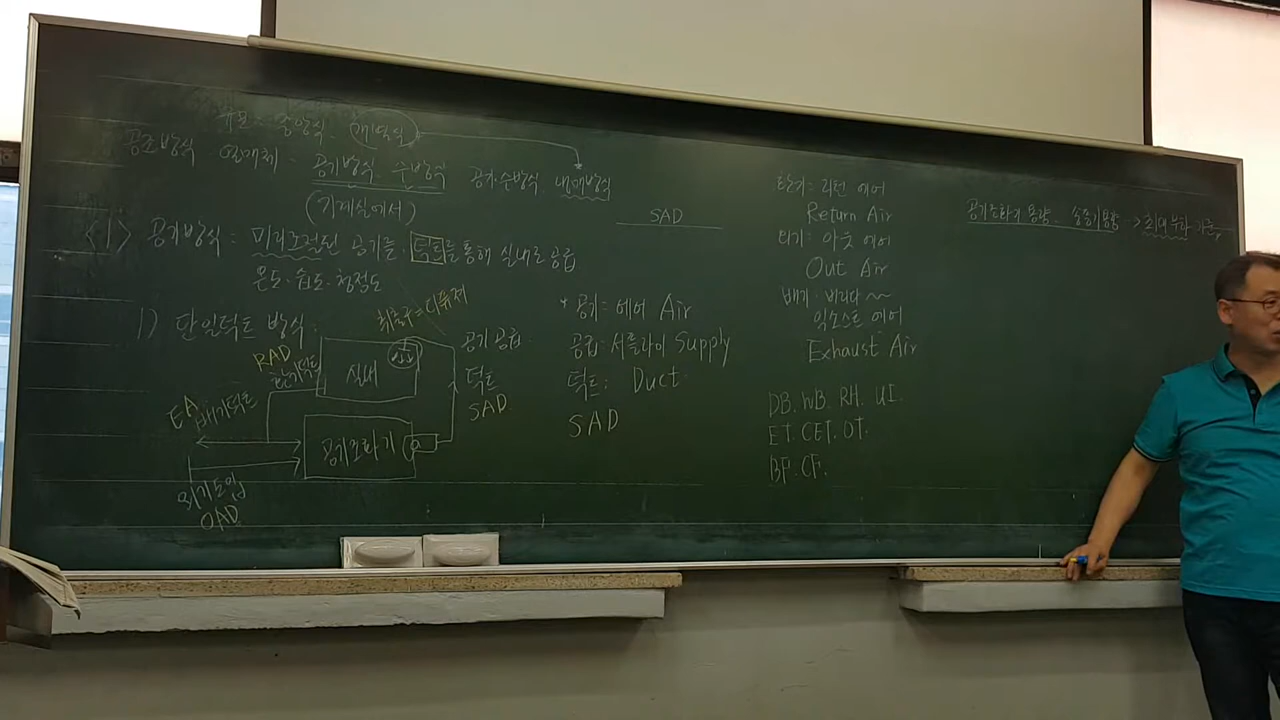 규모 - 중앙식 - 개별식
공조방식 열매체 - 공기방식 - 수방식 공기·수방식 냉매방식
(기계실에서)
<1> 공기방식 : 미리조절된 공기를 덕트를 통해 실내로 공급
온도·습도·청정도
1) 단일덕트 방식 :
취출구=디퓨져
RAD
환기덕트
실내
공기공급
덕트
SAD
EA
배기덕트
공기조화기
외기도입
OAD
SAD
* 공기 = 에어 Air
공급 : 서플라이 Supply
덕트 : Duct
SAD
환기 : 리턴 에어
Return Air
외기 : 아웃 에어
Out Air
배기 : 버리다 ~~
익소스트 에어
Exhaust Air
DB. WB. RH. UI.
ET. CET. OT.
BF. CF.
공기조화기 용량 - 송풍기용량 -> 최대부하 기준